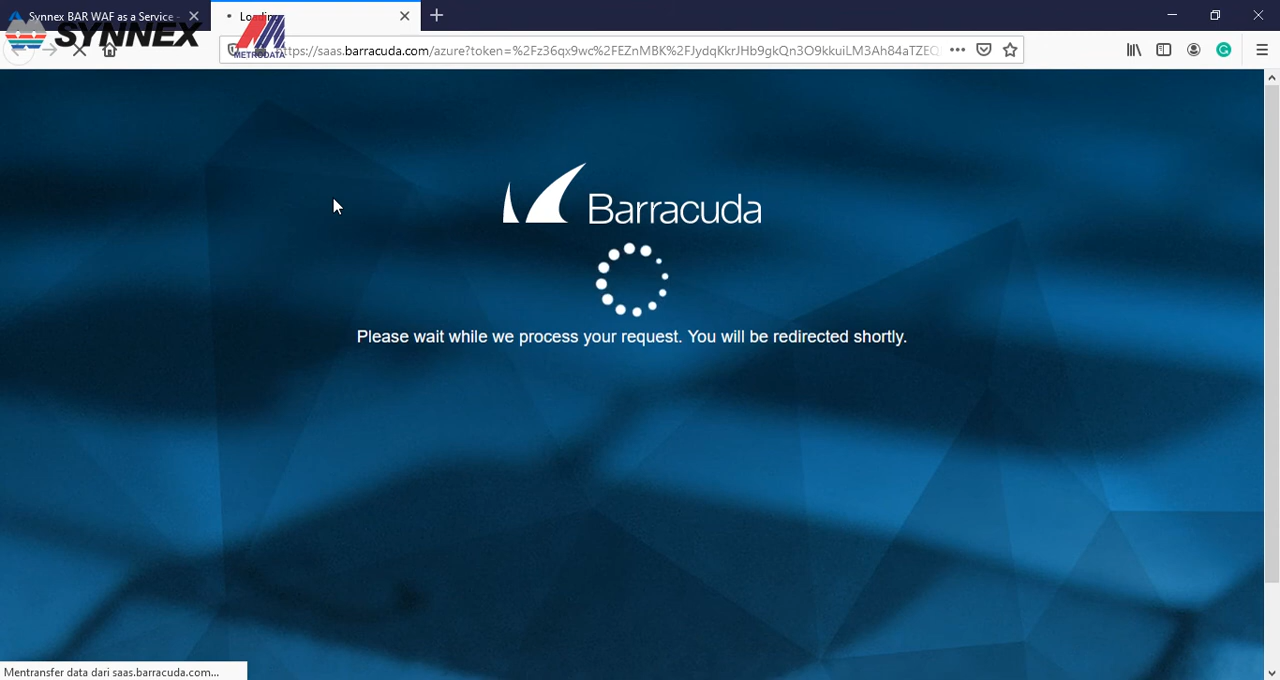 Synnex BAR WAF as a Service -
Loading
SYNNEX
METRODATA
https://saas.barracuda.com/azure?token=%2Fz36qx9wc%2FEZnMBK%2FJydqKkrJHb9gkQn3O9kkuiLM3Ah84aTZEQ
Barracuda
Please wait while we process your request. You will be redirected shortly.
Mentransfer data dari saas.barracuda.com...